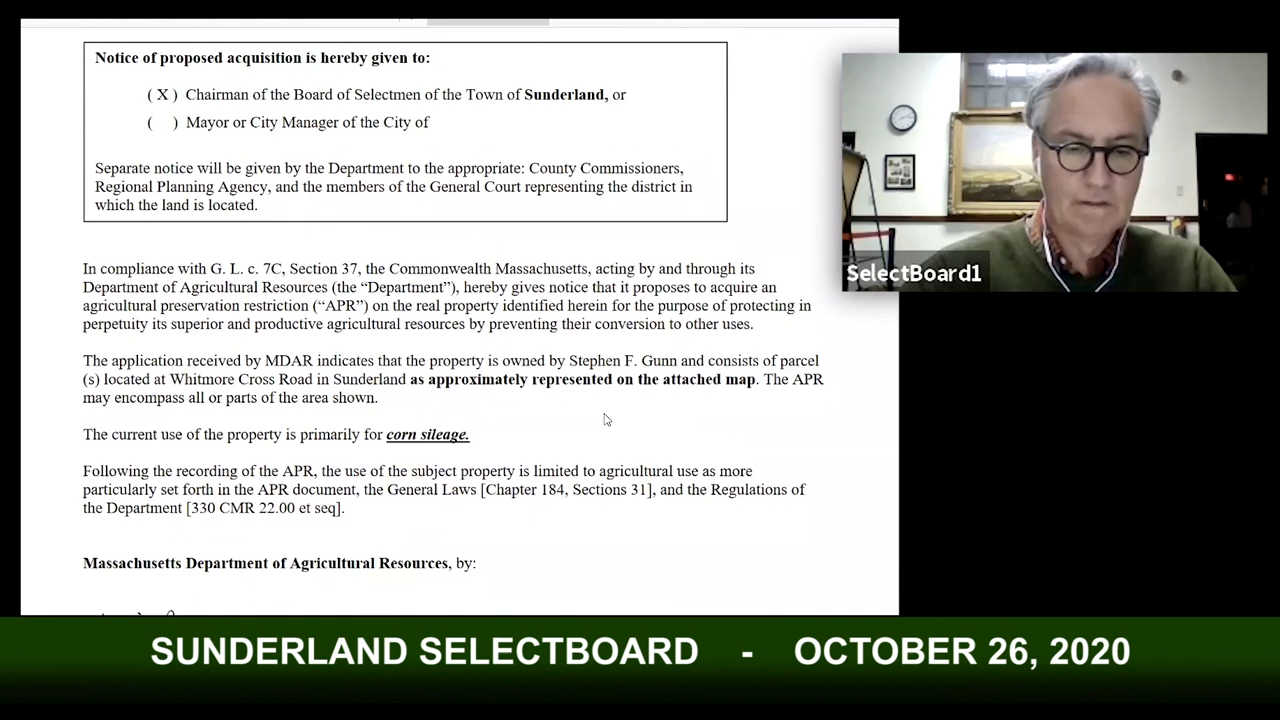 Notice of proposed acquisition is hereby given to:
( X ) Chairman of the Board of Selectmen of the Town of Sunderland, or
( ) Mayor or City Manager of the City of
Separate notice will be given by the Department to the appropriate: County Commissioners,
Regional Planning Agency, and the members of the General Court representing the district in
which the land is located.
In compliance with G. L. c. 7C, Section 37, the Commonwealth Massachusetts, acting by and through its
Department of Agricultural Resources (the “Department”), hereby gives notice that it proposes to acquire an
agricultural preservation restriction (“APR”) on the real property identified herein for the purpose of protecting in
perpetuity its superior and productive agricultural resources by preventing their conversion to other uses.
The application received by MDAR indicates that the property is owned by Stephen F. Gunn and consists of parcel
(s) located at Whitmore Cross Road in Sunderland as approximately represented on the attached map. The APR
may encompass all or parts of the area shown.
The current use of the property is primarily for corn sileage.
Following the recording of the APR, the use of the subject property is limited to agricultural use as more
particularly set forth in the APR document, the General Laws [Chapter 184, Sections 31], and the Regulations of
the Department [330 CMR 22.00 et seq].
Massachusetts Department of Agricultural Resources, by:
SelectBoard1
SUNDERLAND SELECTBOARD - OCTOBER 26, 2020